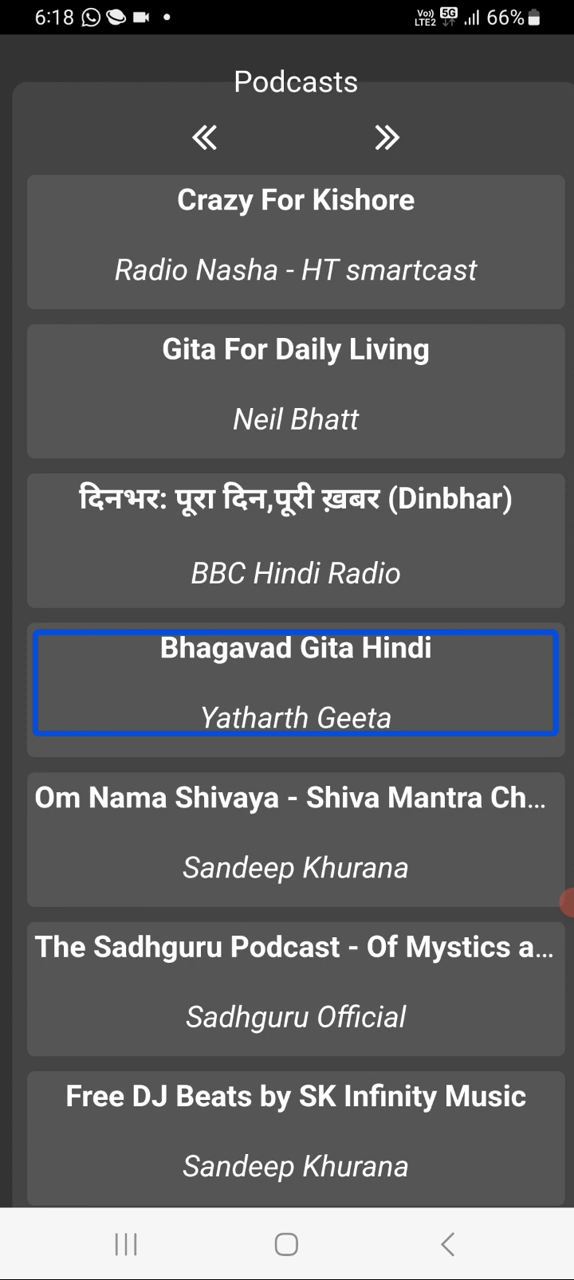 6:18
Vo)) LTE2 5G 66%
Podcasts
Crazy For Kishore
Radio Nasha - HT smartcast
Gita For Daily Living
Neil Bhatt
दिनभर: पूरा दिन,पूरी ख़बर (Dinbhar)
BBC Hindi Radio
Bhagavad Gita Hindi
Yatharth Geeta
Om Nama Shivaya - Shiva Mantra Ch...
Sandeep Khurana
The Sadhguru Podcast - Of Mystics a...
Sadhguru Official
Free DJ Beats by SK Infinity Music
Sandeep Khurana